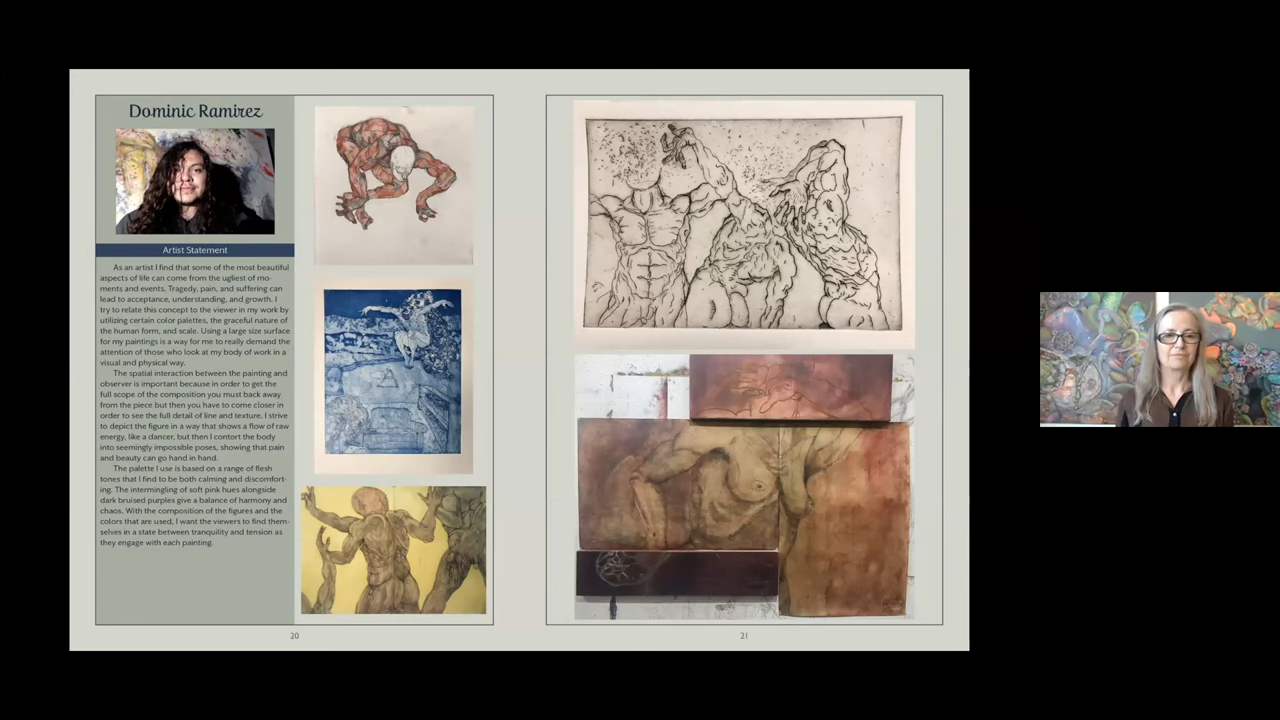 Dominic Ramirez
Artist Statement
As an artist I find that some of the most beautiful
aspects of life can come from the ugliest of mo-
ments and events. Tragedy, pain, and suffering can
lead to acceptance, understanding, and growth. I
try to relate this concept to the viewer in my work by
utilizing certain color palettes, the graceful nature of
the human form, and scale. Using a large size surface
for my paintings is a way for me to really demand the
attention of those who look at my body of work in a
visual and physical way.
The spatial interaction between the painting and
observer is important because in order to get the
full scope of the composition you must back away
from the piece but then you have to come closer in
order to see the full detail of line and texture. I strive
to depict the figure in a way that shows a flow of raw
energy, like a dancer, but then I contort the body
into seemingly impossible poses, showing that pain
and beauty can go hand in hand.
The palette I use is based on a range of flesh
tones that I find to be both calming and discomfort-
ing. The intermingling of soft pink hues alongside
dark bruised purples give a balance of harmony and
chaos. With the composition of the figures and the
colors that are used, I want the viewers to find them-
selves in a state between tranquility and tension as
they engage with each painting.
20
21